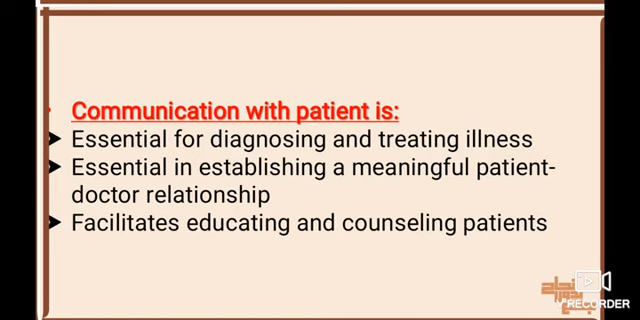 Communication with patient is:
Essential for diagnosing and treating illness
Essential in establishing a meaningful patient-
doctor relationship
Facilitates educating and counseling patients
RECORDER